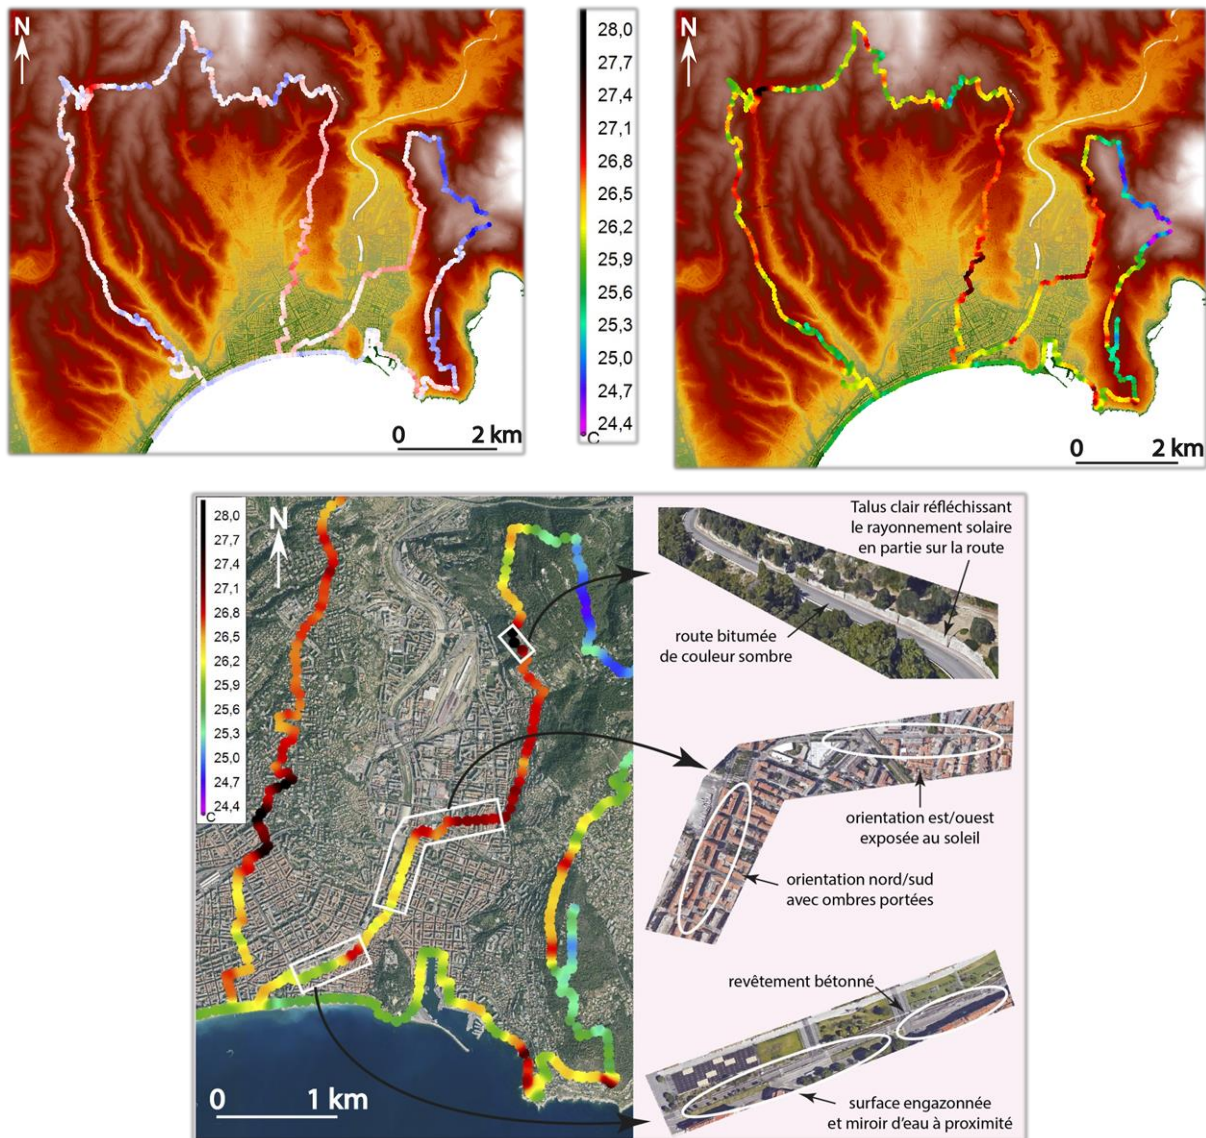 N
0
2 km
28,0
27,7
27,4
27,1
26,8
26,5
26,2
25,9
25,6
25,3
25,0
24,7
24,4
C
N
0
2 km
28,0
27,7
27,4
27,1
26,8
26,5
26,2
25,9
25,6
25,3
25,0
24,7
24,4
C
N
0
1 km
Talus clair réfléchissant
le rayonnement solaire
en partie sur la route
route bitumée
de couleur sombre
orientation est/ouest
exposée au soleil
orientation nord/sud
avec ombres portées
revêtement bétonné
surface engazonnée
et miroir d'eau à proximité